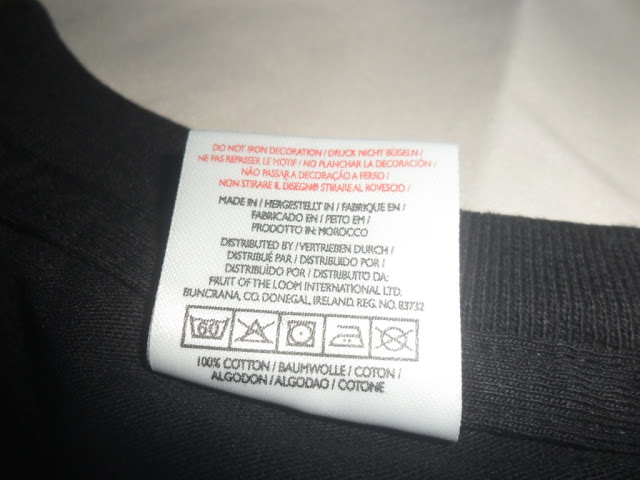 DO NOT IRON DECORATION / DRUCK NICHT BÜGELN /
NE PAS REPASSER LE MOTIF / NO PLANCHAR LA DECORACIÓN /
NÃO PASSAR A DECORAÇÃO A FERRO /
NON STIRARE IL DISEGNO STIRARE AL ROVESCIO
MADE IN / HERGESTELLT IN / FABRIQUE EN /
FABRICADO EN / FEITO EM /
PRODOTTO IN: MOROCCO
DISTRIBUTED BY / VERTRIEBEN DURCH /
DISTRIBUÉ PAR / DISTRIBUIDO POR /
DISTRIBUÍDO POR / DISTRIBUITO DA:
FRUIT OF THE LOOM INTERNATIONAL LTD.
BUNCRANA, CO. DONEGAL, IRELAND. REG. NO. 83732
60
100% COTTON / BAUMWOLLE / COTON /
ALGODON / ALGODAO / COTONE